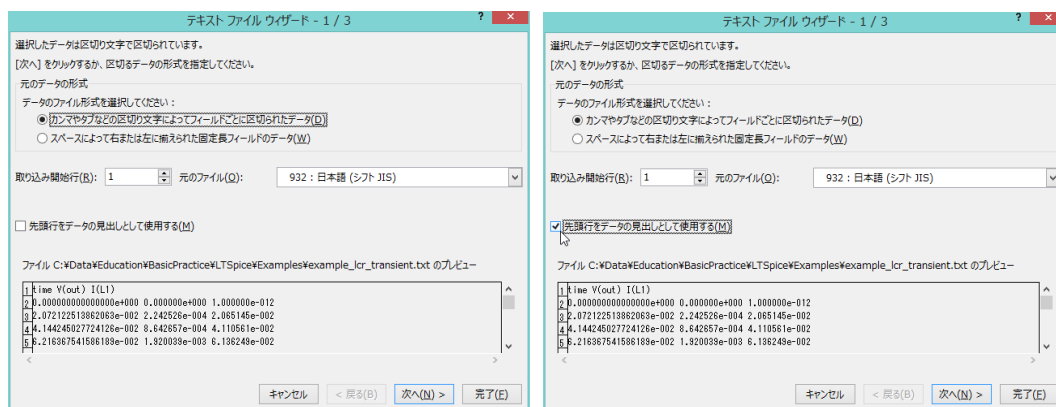 テキスト ファイル ウィザード - 1 / 3
? ×
選択したデータは区切り文字で区切られています。
[次へ] をクリックするか、区切るデータの形式を指定してください。
元のデータの形式
データのファイル形式を選択してください：
カンマやタブなどの区切り文字によってフィールドごとに区切られたデータ(D)
スペースによって右または左に揃えられた固定長フィールドのデータ(W)
取り込み開始行(R): 1 元のファイル(O): 932 : 日本語 (シフト JIS)
先頭行をデータの見出しとして使用する(M)
ファイル C:¥Data¥Education¥BasicPractice¥LTSpice¥Examples¥example_lcr_transient.txt のプレビュー
1 time V(out) I(L1)
2 0.000000000000000e+000 0.000000e+000 1.000000e-012
3 2.072122513862063e-002 2.242526e-004 2.065145e-002
4 4.144245027724126e-002 8.642657e-004 4.110561e-002
5 6.216367541586189e-002 1.920039e-003 6.136249e-002
キャンセル < 戻る(B) 次へ(N) > 完了(F)
テキスト ファイル ウィザード - 1 / 3
? ×
選択したデータは区切り文字で区切られています。
[次へ] をクリックするか、区切るデータの形式を指定してください。
元のデータの形式
データのファイル形式を選択してください：
カンマやタブなどの区切り文字によってフィールドごとに区切られたデータ(D)
スペースによって右または左に揃えられた固定長フィールドのデータ(W)
取り込み開始行(R): 1 元のファイル(O): 932 : 日本語 (シフト JIS)
先頭行をデータの見出しとして使用する(M)
ファイル C:¥Data¥Education¥BasicPractice¥LTSpice¥Examples¥example_lcr_transient.txt のプレビュー
1 time V(out) I(L1)
2 0.000000000000000e+000 0.000000e+000 1.000000e-012
3 2.072122513862063e-002 2.242526e-004 2.065145e-002
4 4.144245027724126e-002 8.642657e-004 4.110561e-002
5 6.216367541586189e-002 1.920039e-003 6.136249e-002
キャンセル < 戻る(B) 次へ(N) > 完了(F)